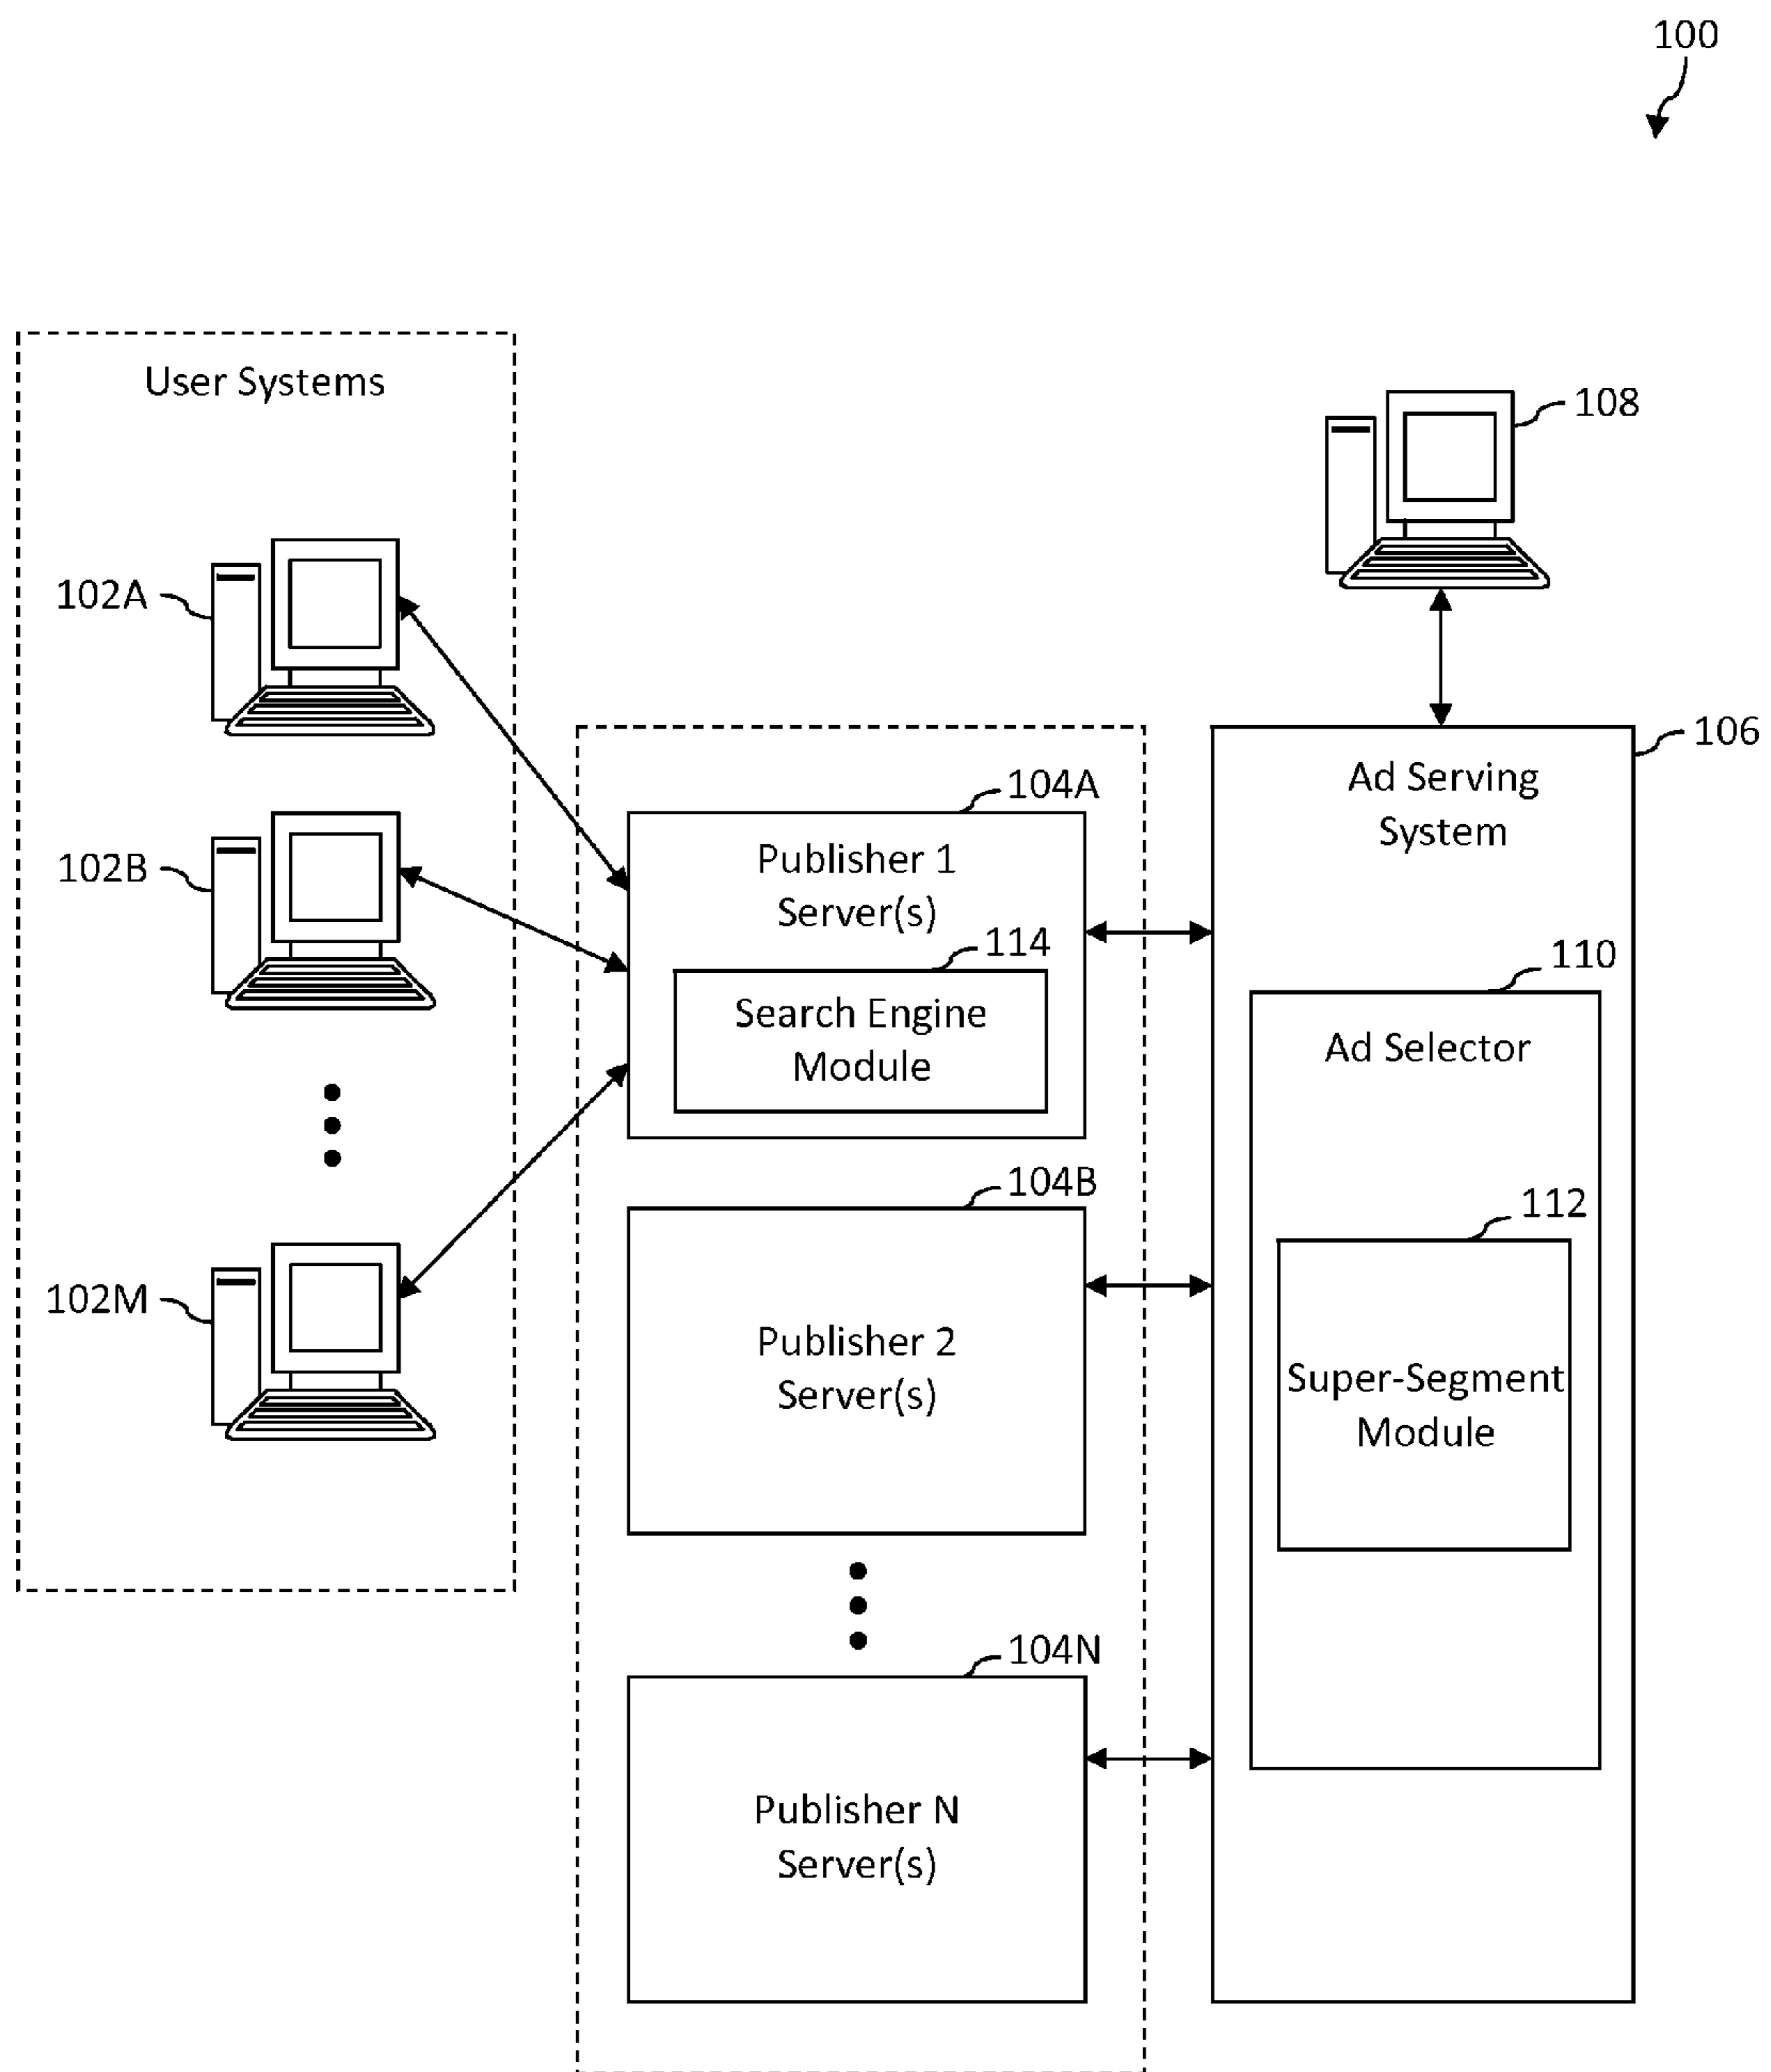 100
User Systems
108
102A
106
Ad Serving
System
104A
Publisher 1
Server(s)
102B
114
110
Search Engine
Module
Ad Selector
104B
112
102M
Publisher 2
Server(s)
Super-Segment
Module
104N
Publisher N
Server(s)